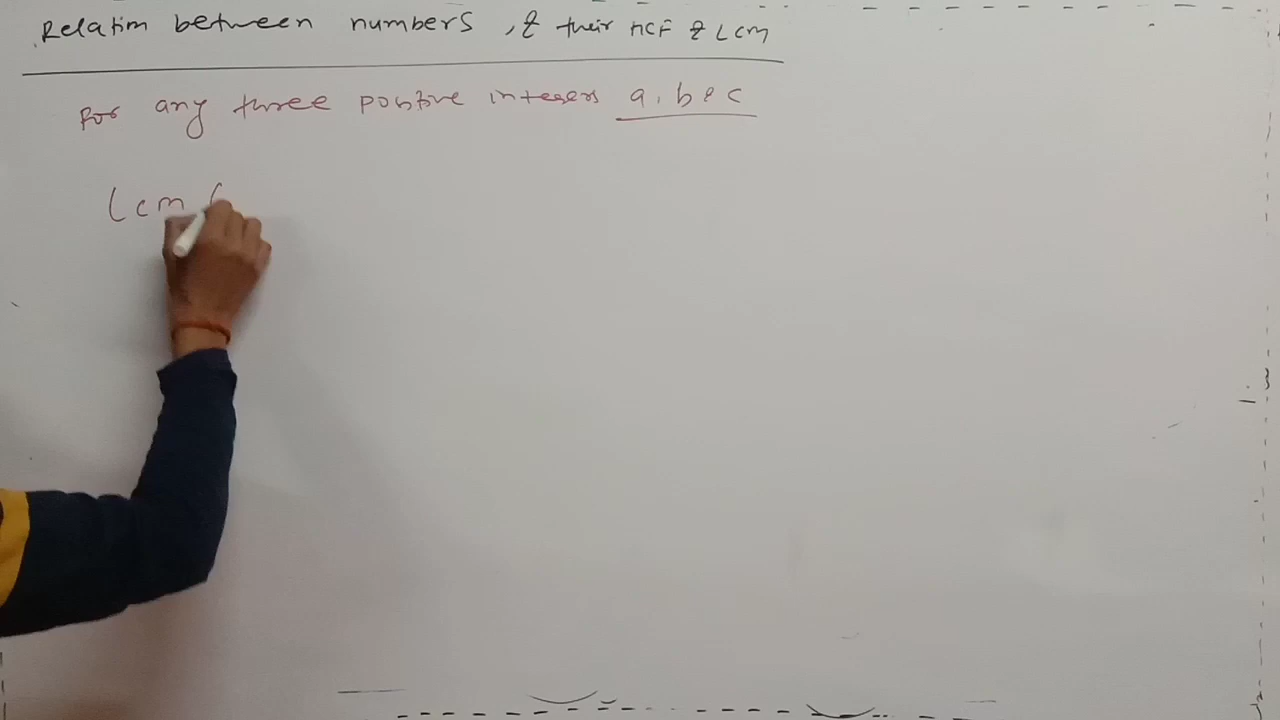 Relation between numbers , & their HCF & LCM
For any three positive integers a, b & c
LCM (